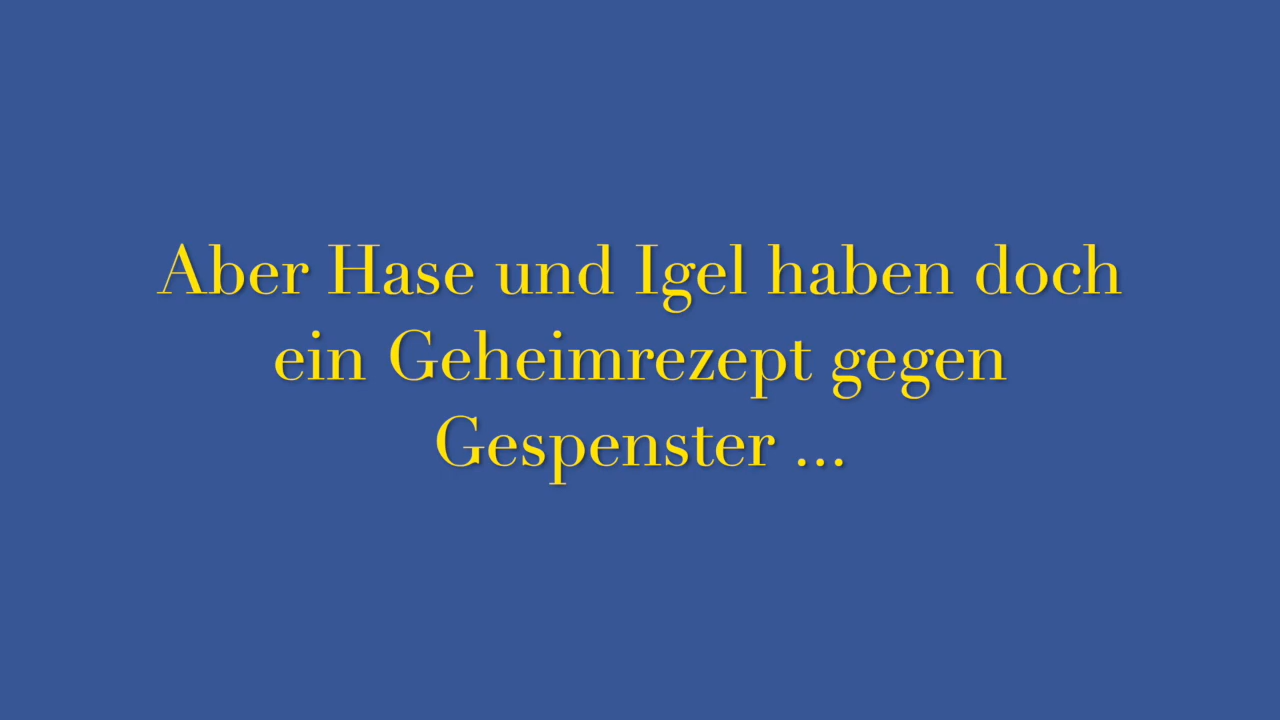 Aber Hase und Igel haben doch
ein Geheimrezept gegen
Gespenster ...